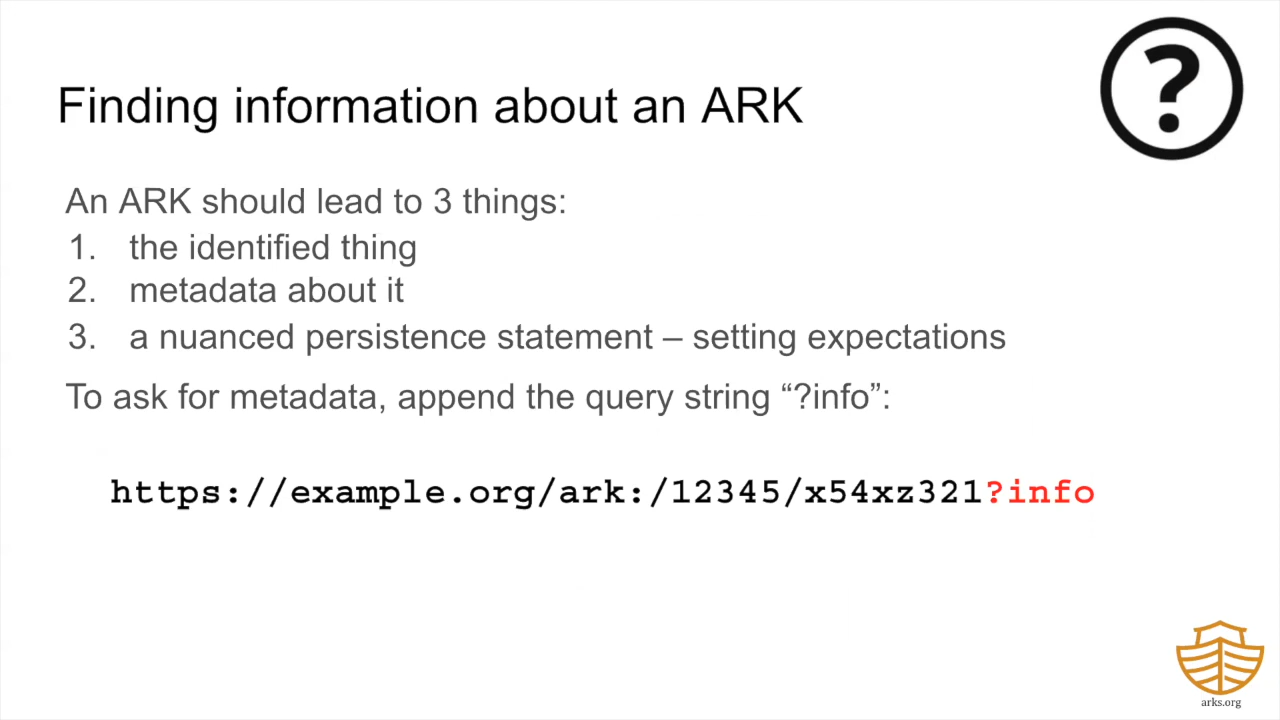 ?
Finding information about an ARK
An ARK should lead to 3 things:
1. the identified thing
2. metadata about it
3. a nuanced persistence statement – setting expectations
To ask for metadata, append the query string “?info”:
https://example.org/ark:/12345/x54xz321?info
arks.org